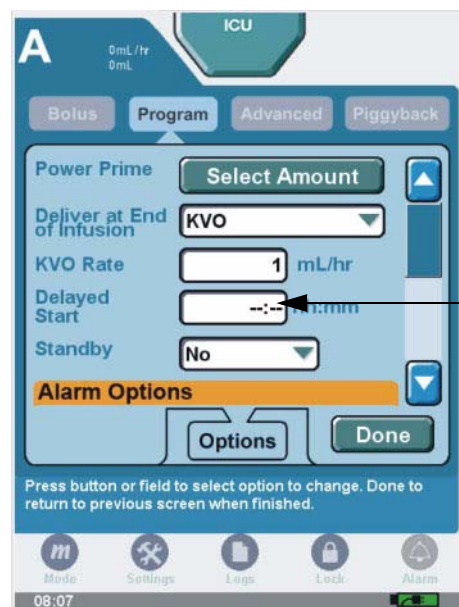 ICU
A
0mL/hr
0mL
Bolus
Program
Advanced
Piggyback
Power Prime
Select Amount
Deliver at End
of Infusion
KVO
KVO Rate
1 mL/hr
Delayed
Start
--:-- hh:mm
Standby
No
Alarm Options
Options
Done
Press button or field to select option to change. Done to
return to previous screen when finished.
m
Mode
Settings
Logs
Lock
Alarm
08:07